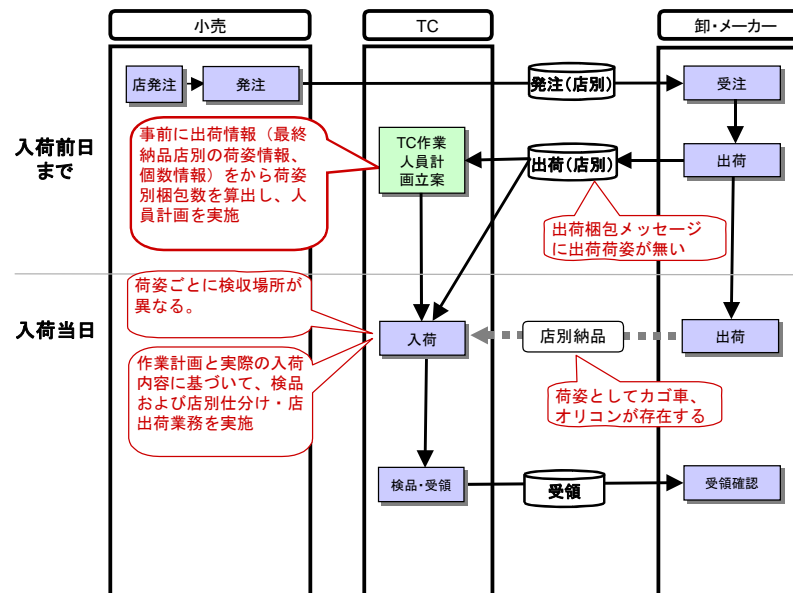 小売
TC
卸・メーカー
店発注
発注
発注(店別)
受注
入荷前日
まで
事前に出荷情報（最終
納品店別の荷姿情報、
個数情報）をから荷姿
別梱包数を算出し、人
員計画を実施
TC作業
人員計
画立案
出荷(店別)
出荷
出荷梱包メッセージ
に出荷荷姿が無い
荷姿ごとに検収場所が
異なる。
入荷当日
入荷
店別納品
出荷
作業計画と実際の入荷
内容に基づいて、検品
および店別仕分け・店
出荷業務を実施
荷姿としてカゴ車、
オリコンが存在する
検品・受領
受領
受領確認